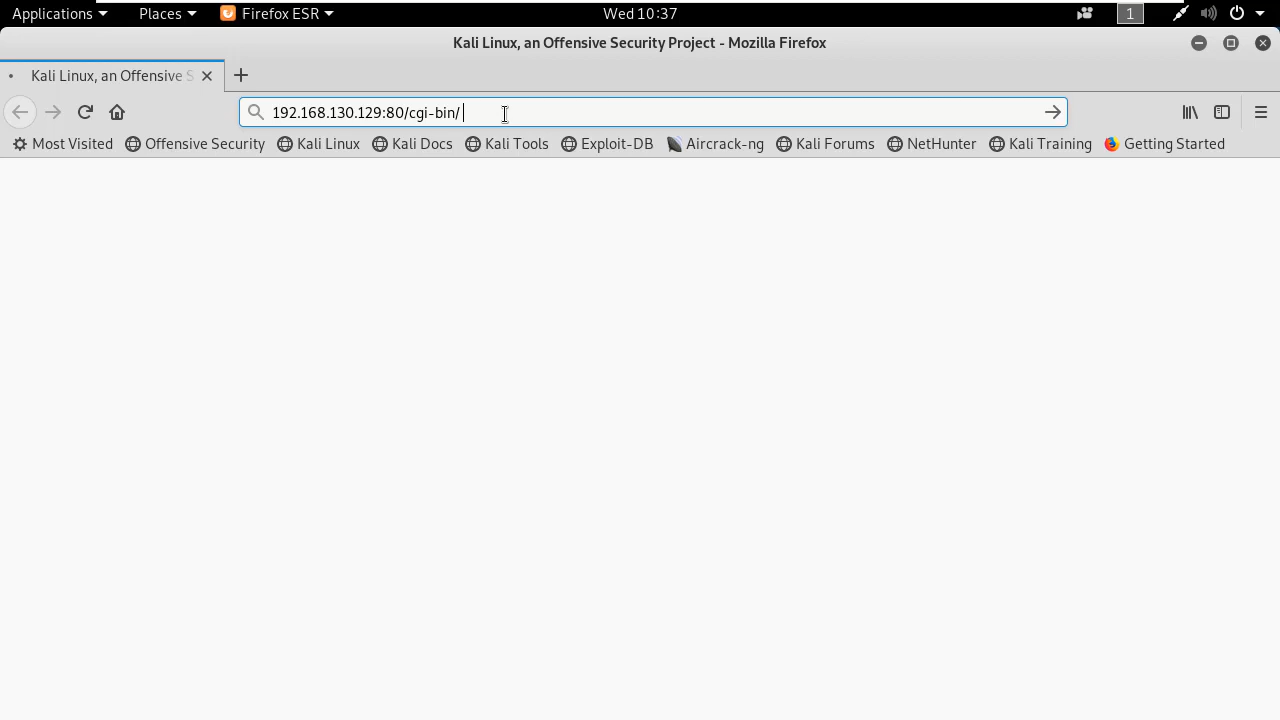 Applications Places Firefox ESR Wed 10:37 1
Kali Linux, an Offensive Security Project - Mozilla Firefox
Kali Linux, an Offensive S
192.168.130.129:80/cgi-bin/
Most Visited Offensive Security Kali Linux Kali Docs Kali Tools Exploit-DB Aircrack-ng Kali Forums NetHunter Kali Training Getting Started